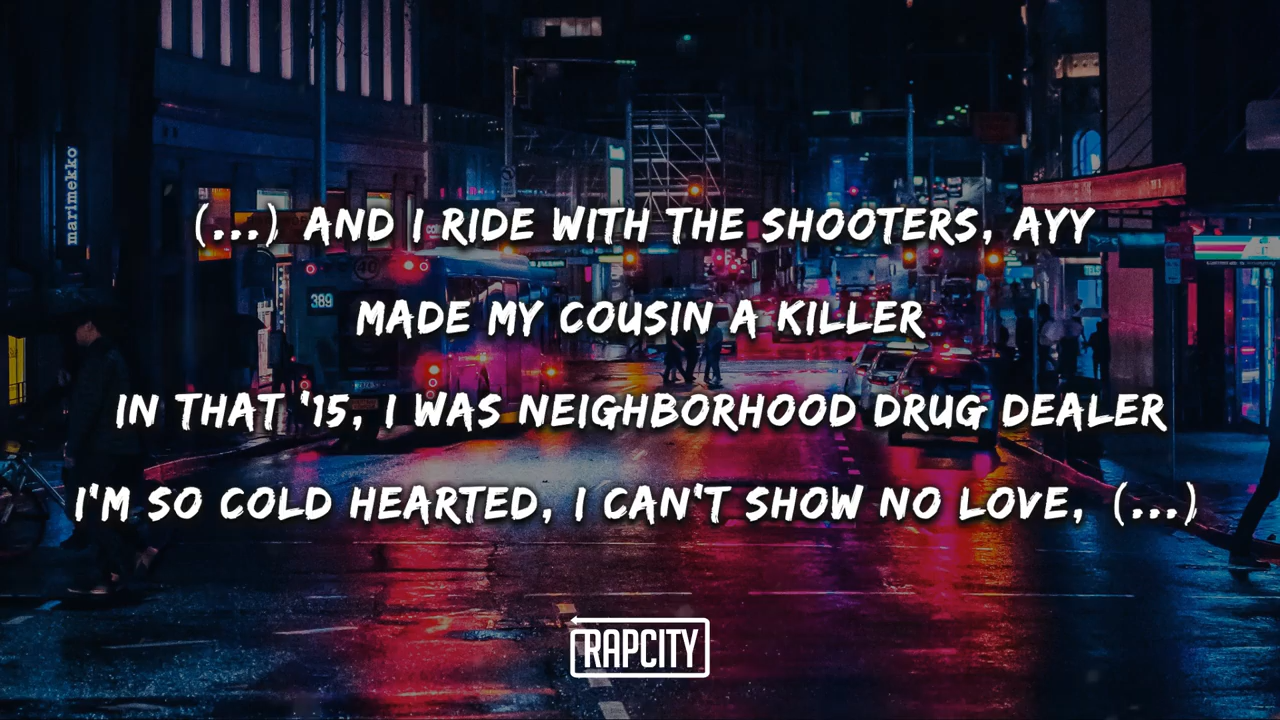 marimekko
389
40
(...) AND I RIDE WITH THE SHOOTERS, AYY
MADE MY COUSIN A KILLER
IN THAT '15, I WAS NEIGHBORHOOD DRUG DEALER
I'M SO COLD HEARTED, I CAN'T SHOW NO LOVE, (...)
RAPCITY